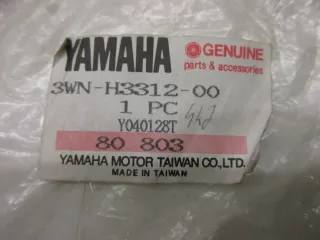 YAMAHA GENUINE
parts & accessories
3WN-H3312-00
1 PC
Y040128T
80 803
YAMAHA MOTOR TAIWAN CO.,LTD.
MADE IN TAIWAN